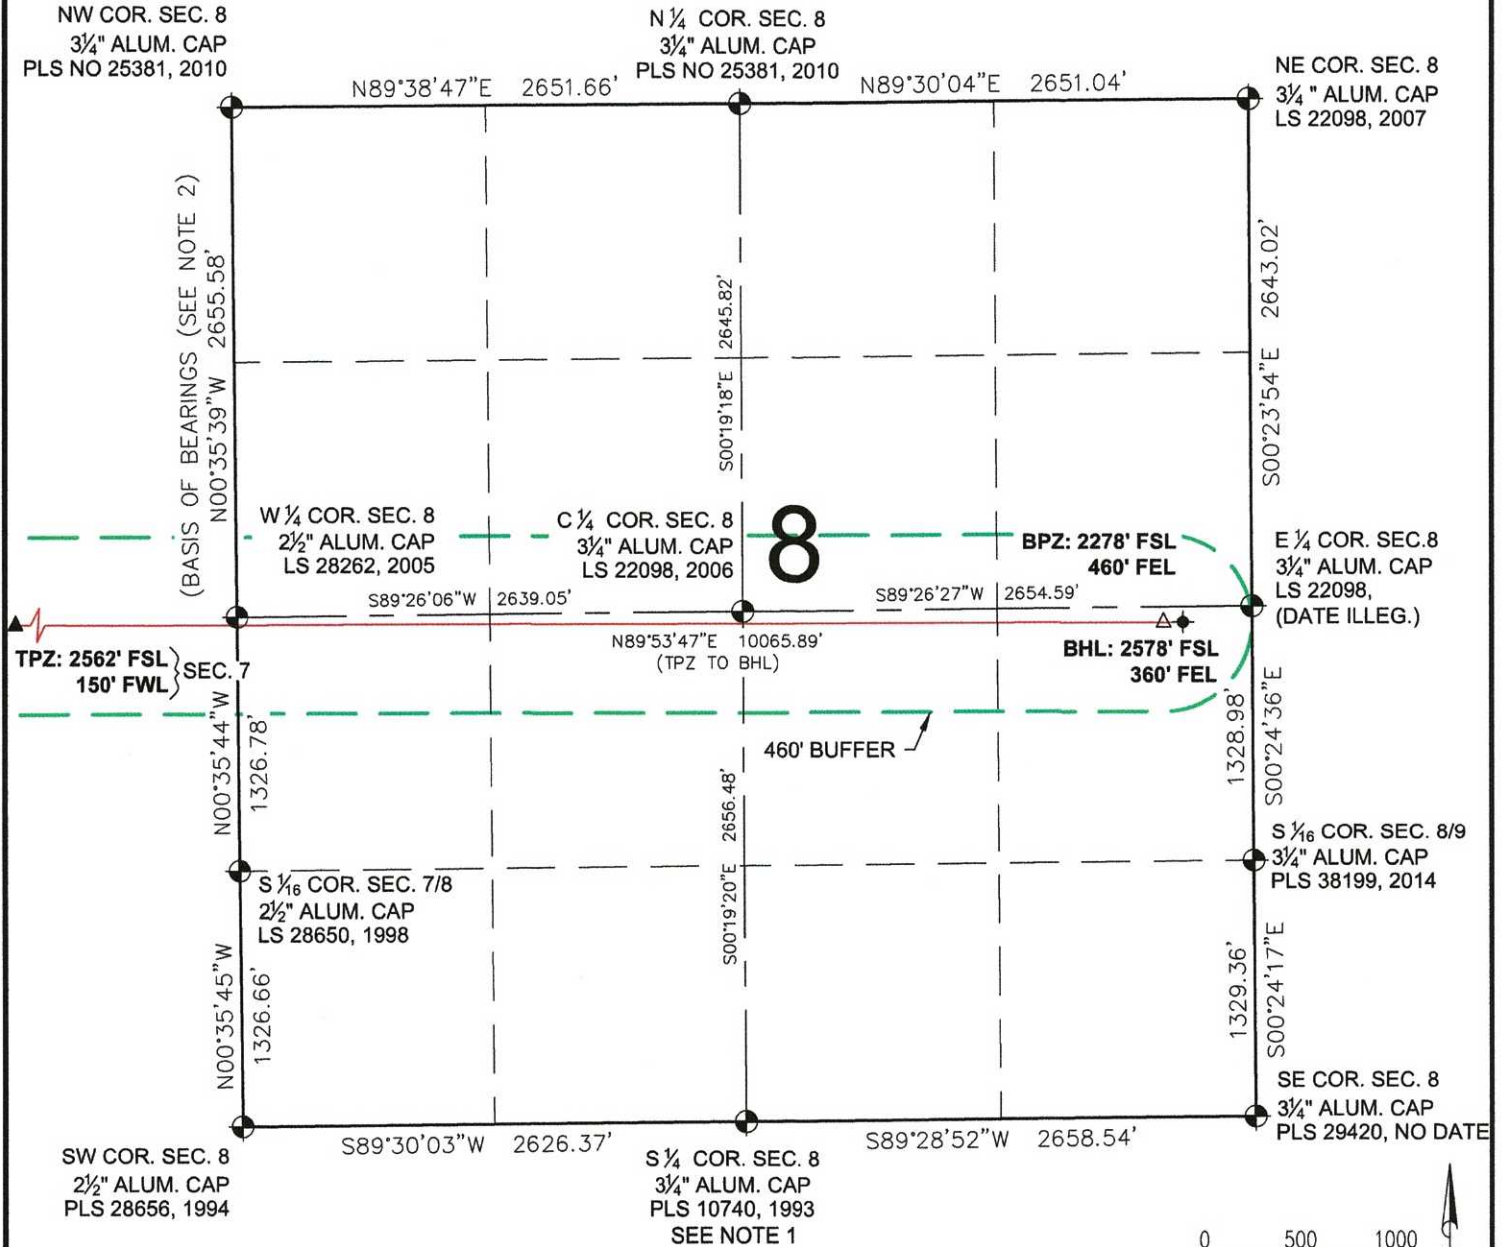 NW COR. SEC. 8
3¼" ALUM. CAP
PLS NO 25381, 2010
N ¼ COR. SEC. 8
3¼" ALUM. CAP
PLS NO 25381, 2010
NE COR. SEC. 8
3¼" ALUM. CAP
LS 22098, 2007
N89°38'47"E 2651.66'
N89°30'04"E 2651.04'
(BASIS OF BEARINGS (SEE NOTE 2)
N00°35'39"W 2655.58'
S00°19'18"E 2645.82'
S00°23'54"E 2643.02'
W ¼ COR. SEC. 8
2½" ALUM. CAP
LS 28262, 2005
C ¼ COR. SEC. 8
3¼" ALUM. CAP
LS 22098, 2006
8
BPZ: 2278' FSL
460' FEL
E ¼ COR. SEC.8
3¼" ALUM. CAP
LS 22098,
(DATE ILLEG.)
S89°26'06"W 2639.05'
S89°26'27"W 2654.59'
N89°53'47"E 10065.89'
(TPZ TO BHL)
TPZ: 2562' FSL
150' FWL
SEC. 7
BHL: 2578' FSL
360' FEL
460' BUFFER
N00°35'44"W
1326.78'
S00°19'20"E 2656.48'
1328.98'
S00°24'36"E
S 1/16 COR. SEC. 7/8
2½" ALUM. CAP
LS 28650, 1998
S 1/16 COR. SEC. 8/9
3¼" ALUM. CAP
PLS 38199, 2014
N00°35'45"W
1326.66'
1329.36'
S00°24'17"E
SW COR. SEC. 8
2½" ALUM. CAP
PLS 28656, 1994
S89°30'03"W 2626.37'
S ¼ COR. SEC. 8
3¼" ALUM. CAP
PLS 10740, 1993
SEE NOTE 1
S89°28'52"W 2658.54'
SE COR. SEC. 8
3¼" ALUM. CAP
PLS 29420, NO DATE
0 500 1000